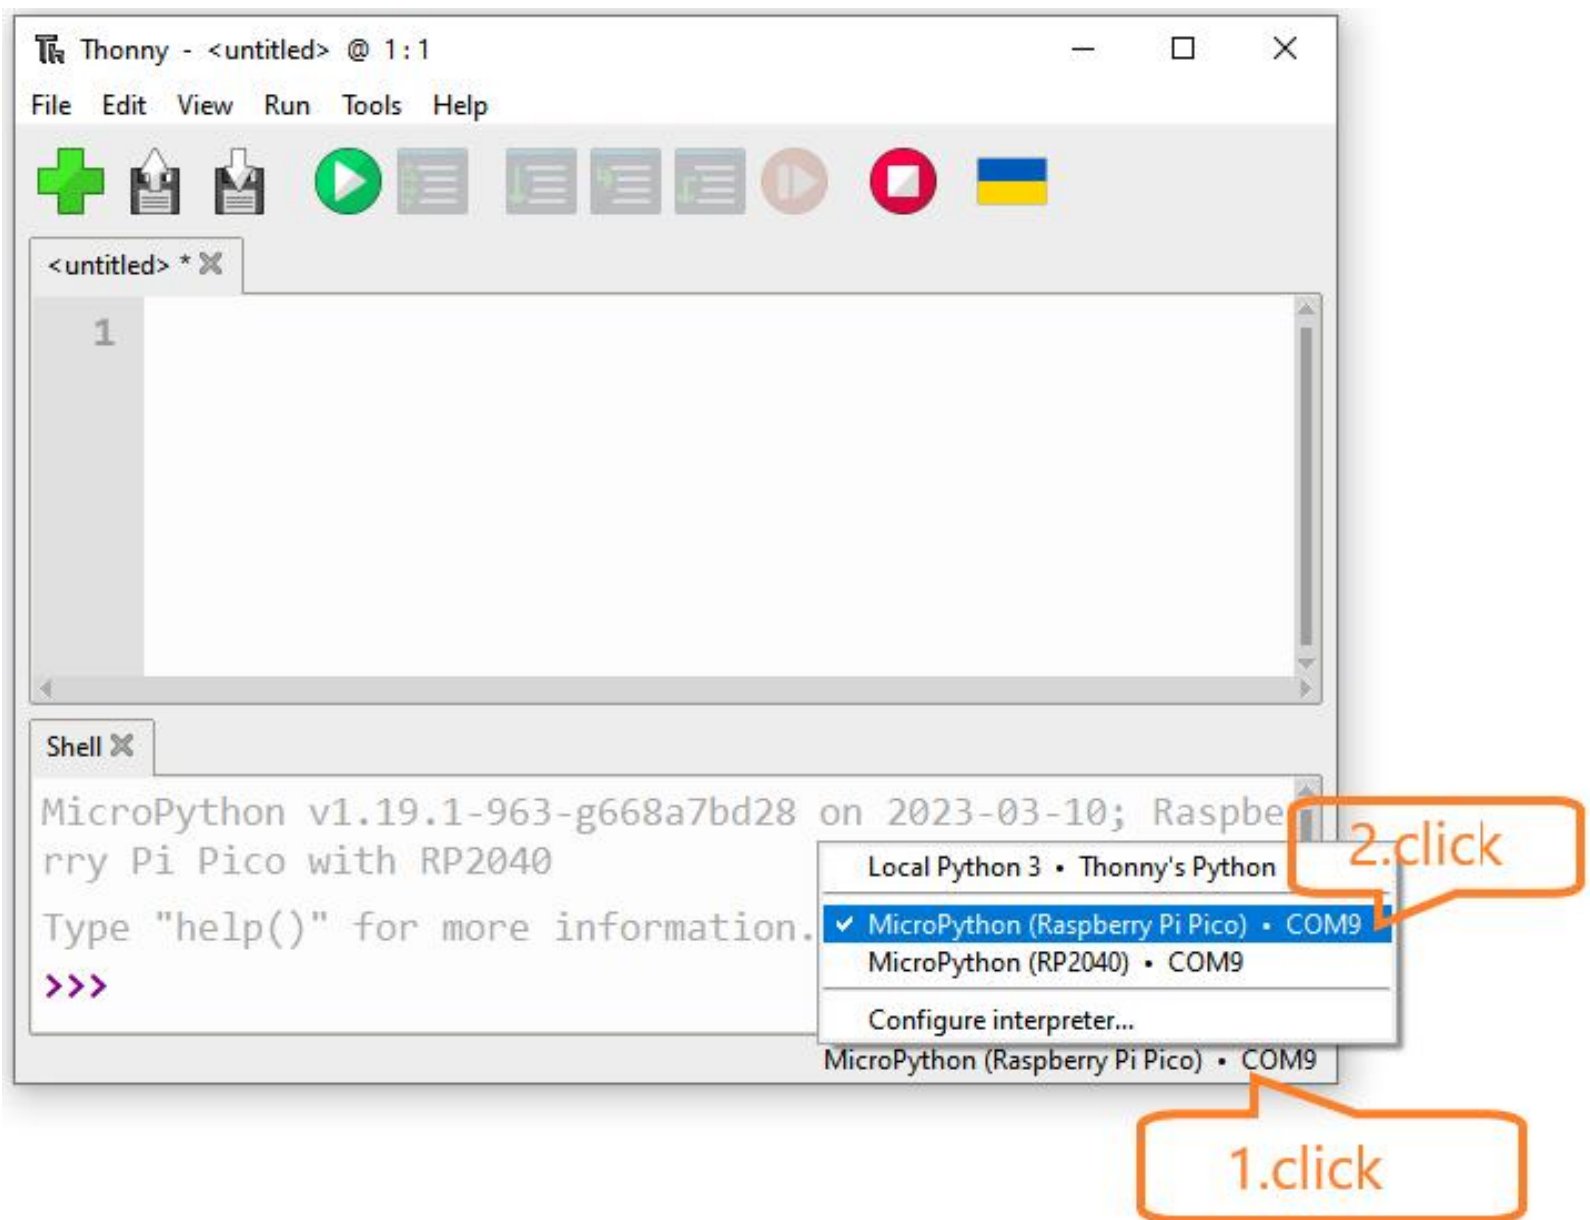 Thonny - <untitled> @ 1:1
File Edit View Run Tools Help
<untitled> *
1
Shell
MicroPython v1.19.1-963-g668a7bd28 on 2023-03-10; Raspbe
rry Pi Pico with RP2040
Type "help()" for more information.
>>>
2.click
Local Python 3 • Thonny's Python
✓ MicroPython (Raspberry Pi Pico) • COM9
MicroPython (RP2040) • COM9
Configure interpreter...
MicroPython (Raspberry Pi Pico) • COM9
1.click